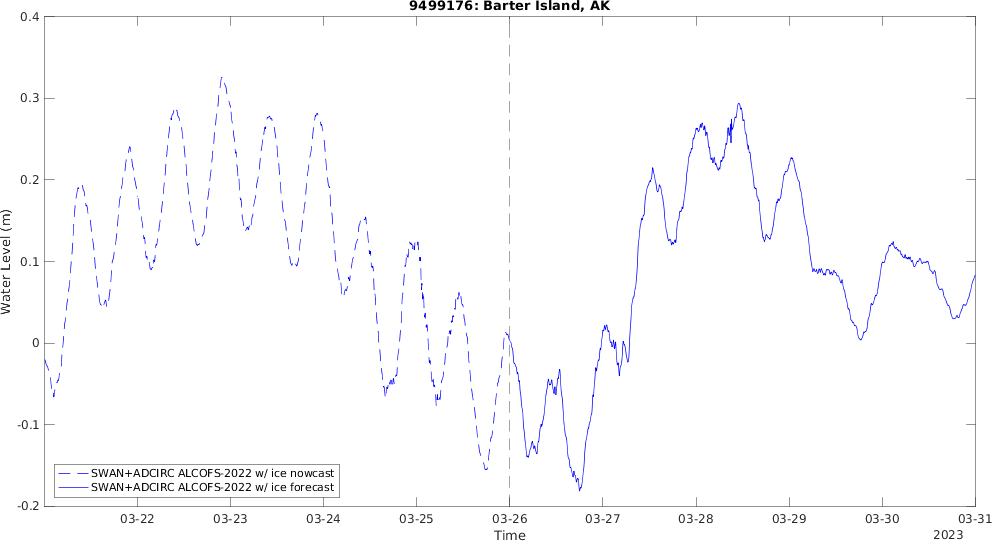 9499176: Barter Island, AK
0.4
0.3
0.2
0.1
0
-0.1
-0.2
Water Level (m)
SWAN+ADCIRC ALCOFS-2022 w/ ice nowcast
SWAN+ADCIRC ALCOFS-2022 w/ ice forecast
03-22 03-23 03-24 03-25 03-26 03-27 03-28 03-29 03-30 03-31
Time
2023